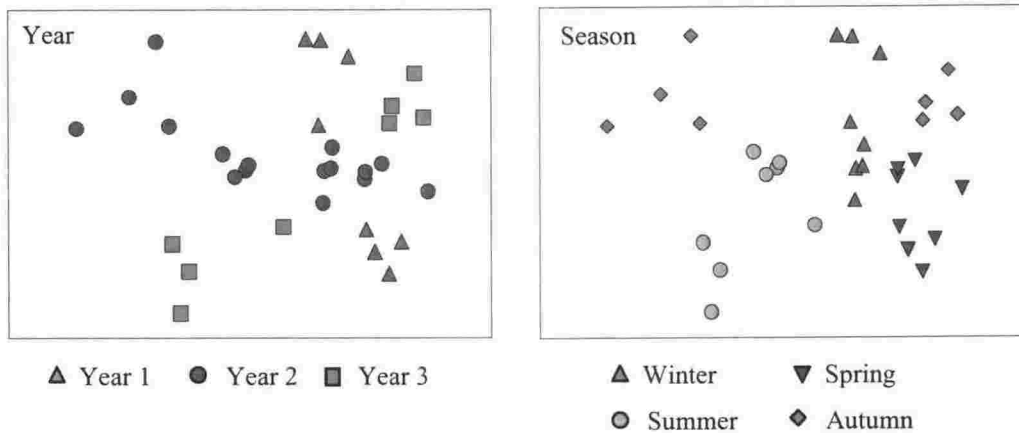 Year
Season
Year 1 Year 2 Year 3
Winter Spring
Summer Autumn